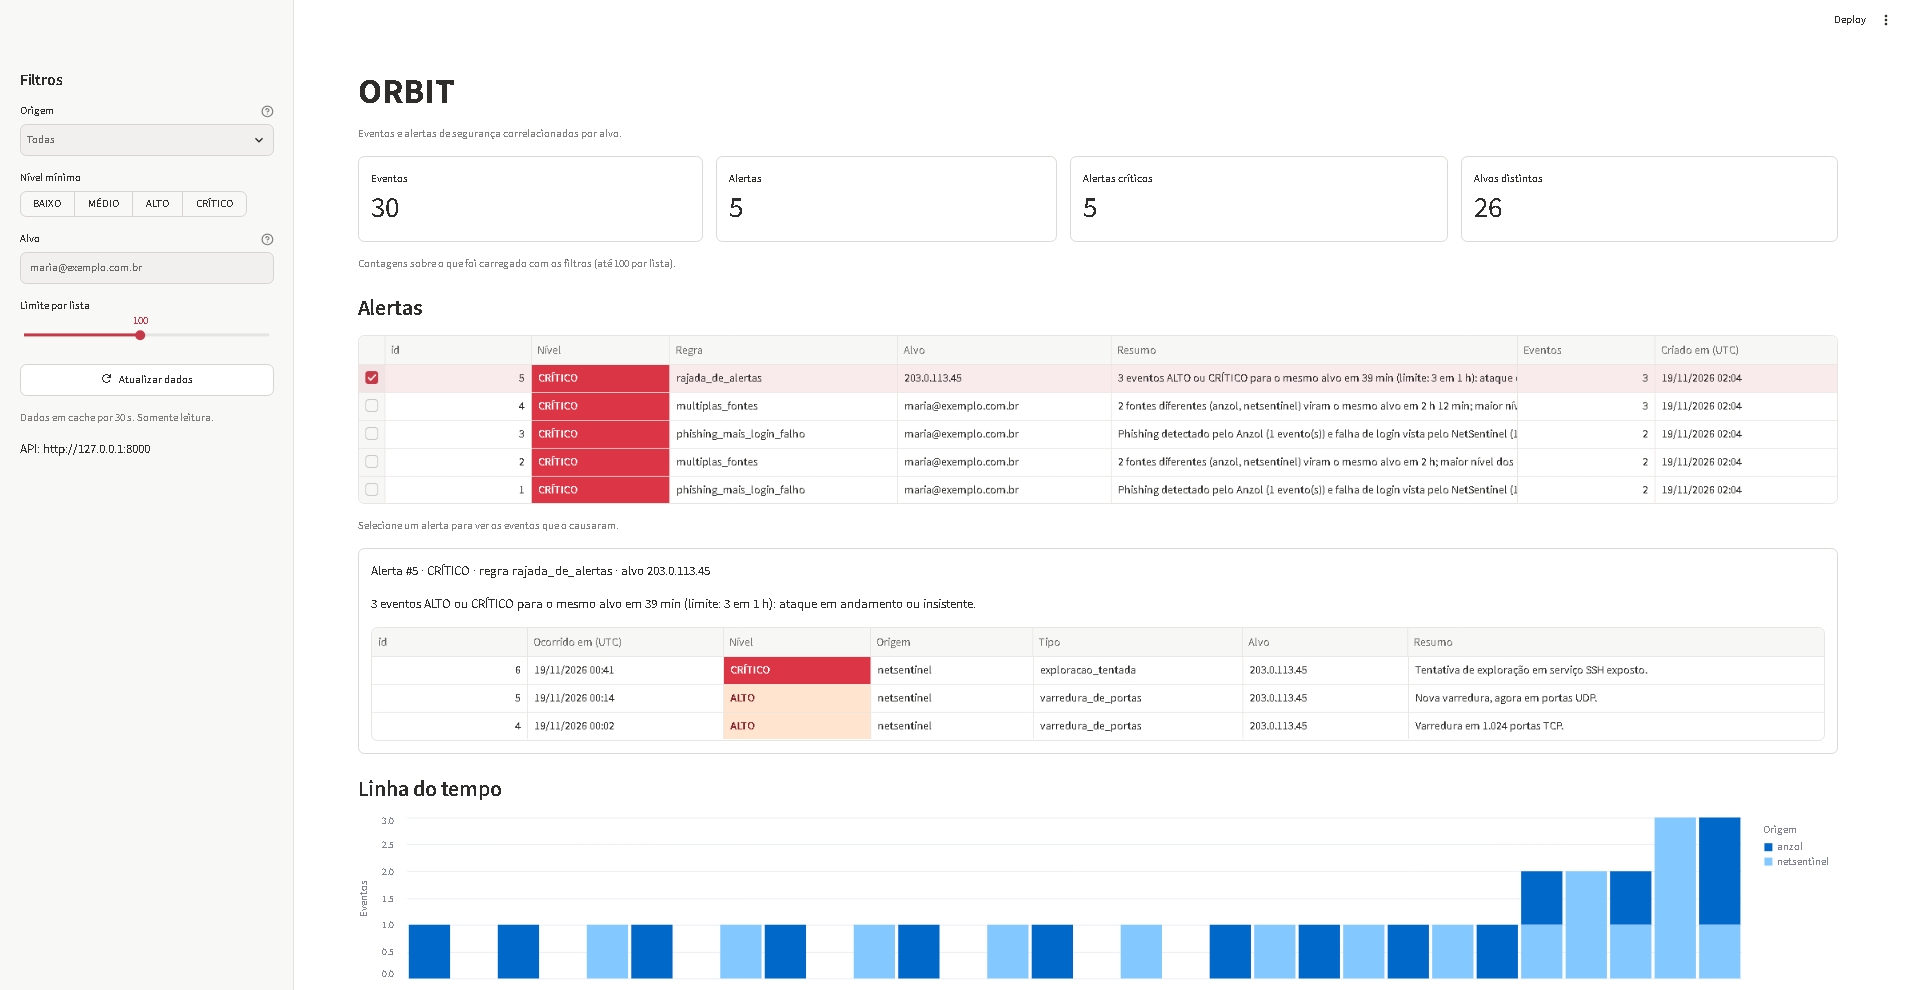 Deploy
Filtros
Origem
Todas
Nível mínimo
BAIXO MÉDIO ALTO CRÍTICO
Alvo
maria@exemplo.com.br
Limite por lista
100
Atualizar dados
Dados em cache por 30 s. Somente leitura.
API: http://127.0.0.1:8000
ORBIT
Eventos e alertas de segurança correlacionados por alvo.
Eventos Alertas Alertas críticos Alvos distintos
30 5 5 26
Contagens sobre o que foi carregado com os filtros (até 100 por lista).
Alertas
id Nível Regra Alvo Resumo Eventos Criado em (UTC)
5 CRÍTICO rajada_de_alertas 203.0.113.45 3 eventos ALTO ou CRÍTICO para o mesmo alvo em 39 min (limite: 3 em 1 h): ataque 3 19/11/2026 02:04
4 CRÍTICO multiplas_fontes maria@exemplo.com.br 2 fontes diferentes (anzol, netsentinel) viram o mesmo alvo em 2 h 12 min; maior nív 3 19/11/2026 02:04
3 CRÍTICO phishing_mais_login_falho maria@exemplo.com.br Phishing detectado pelo Anzol (1 evento(s)) e falha de login vista pelo NetSentinel (1 2 19/11/2026 02:04
2 CRÍTICO multiplas_fontes maria@exemplo.com.br 2 fontes diferentes (anzol, netsentinel) viram o mesmo alvo em 2 h; maior nível dos 2 19/11/2026 02:04
1 CRÍTICO phishing_mais_login_falho maria@exemplo.com.br Phishing detectado pelo Anzol (1 evento(s)) e falha de login vista pelo NetSentinel (1 2 19/11/2026 02:04
Selecione um alerta para ver os eventos que o causaram.
Alerta #5 · CRÍTICO · regra rajada_de_alertas · alvo 203.0.113.45
3 eventos ALTO ou CRÍTICO para o mesmo alvo em 39 min (limite: 3 em 1 h): ataque em andamento ou insistente.
id Ocorrido em (UTC) Nível Origem Tipo Alvo Resumo
6 19/11/2026 00:41 CRÍTICO netsentinel exploracao_tentada 203.0.113.45 Tentativa de exploração em serviço SSH exposto.
5 19/11/2026 00:14 ALTO netsentinel varredura_de_portas 203.0.113.45 Nova varredura, agora em portas UDP.
4 19/11/2026 00:02 ALTO netsentinel varredura_de_portas 203.0.113.45 Varredura em 1.024 portas TCP.
Linha do tempo
3.0
2.5
2.0
1.5
1.0
0.5
0.0
Eventos
Origem
anzol
netsentinel